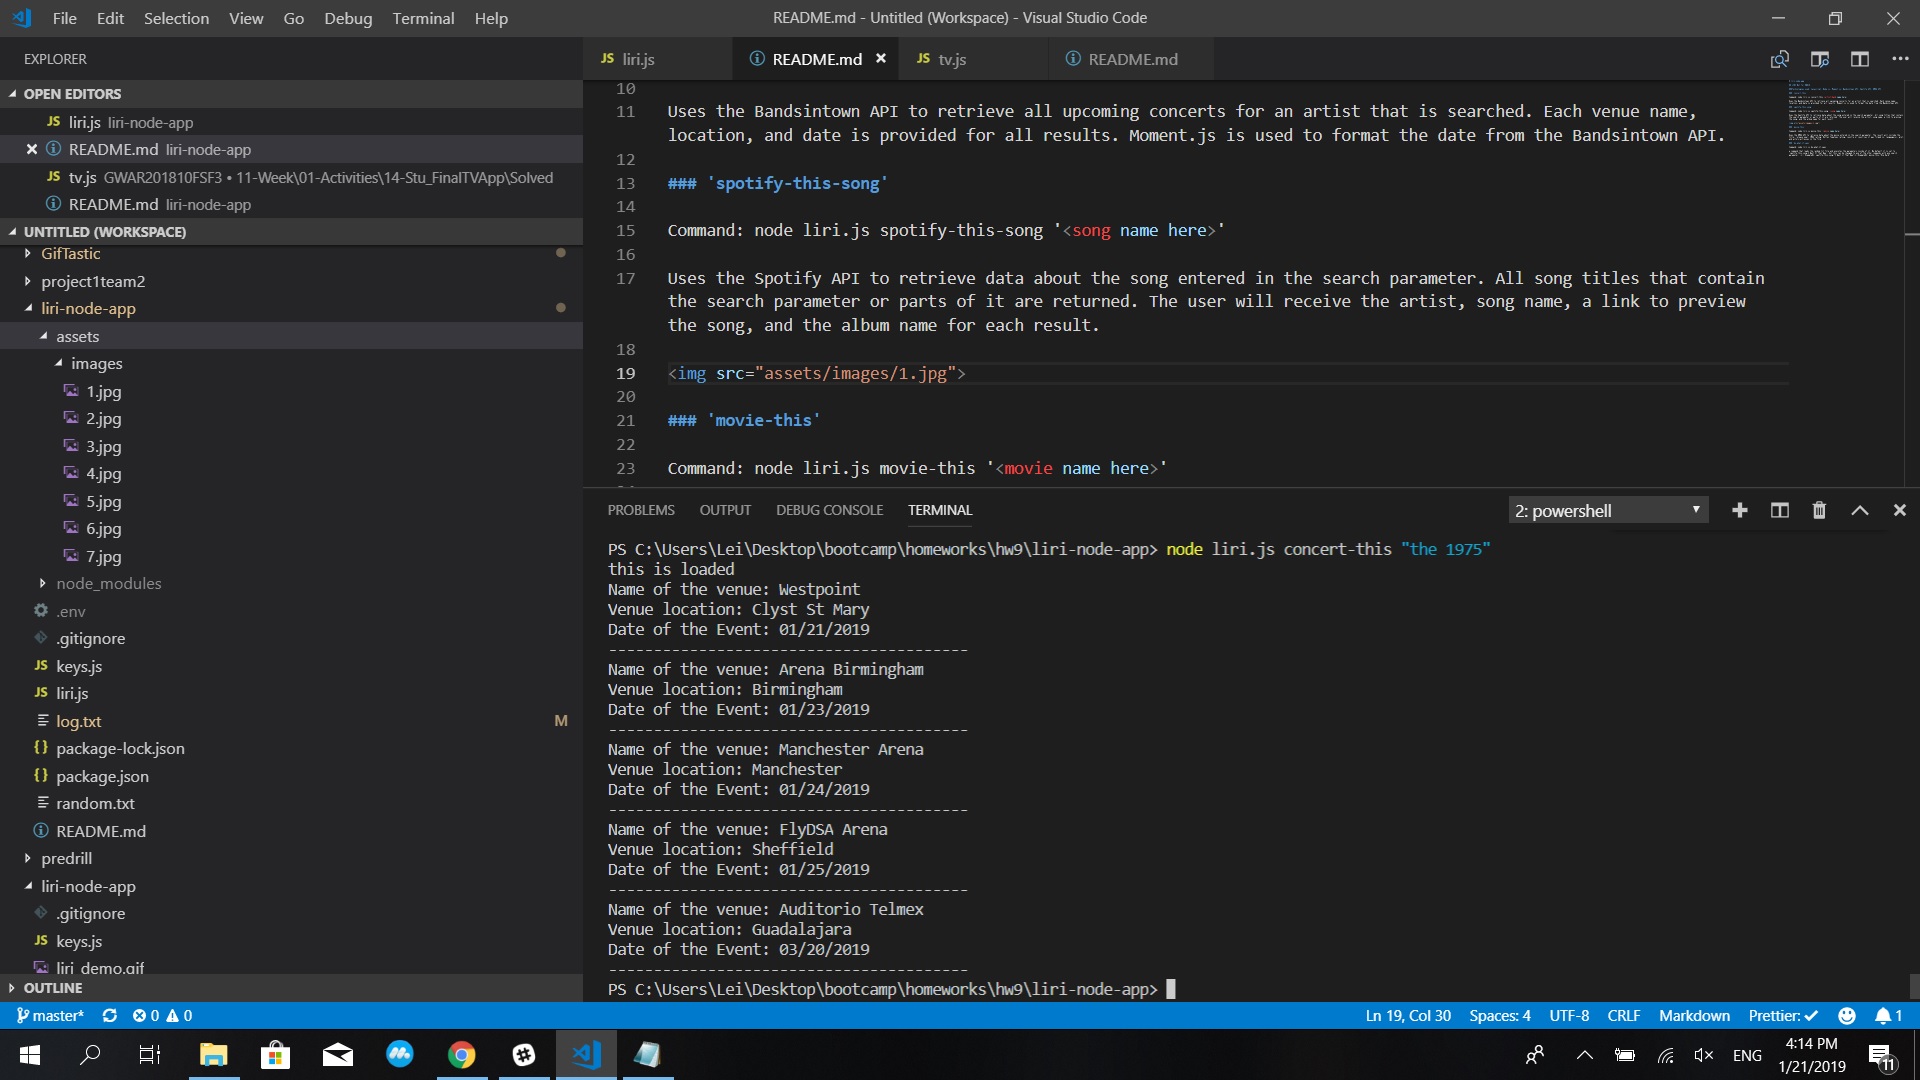 File Edit Selection View Go Debug Terminal Help
README.md - Untitled (Workspace) - Visual Studio Code
EXPLORER
OPEN EDITORS
JS liri.js liri-node-app
README.md liri-node-app
JS tv.js GWAR201810FSF3 • 11-Week\01-Activities\14-Stu_FinalTVApp\Solved
README.md liri-node-app
UNTITLED (WORKSPACE)
GifTastic
project1team2
liri-node-app
assets
images
1.jpg
2.jpg
3.jpg
4.jpg
5.jpg
6.jpg
7.jpg
node_modules
.env
.gitignore
JS keys.js
JS liri.js
log.txt M
{} package-lock.json
{} package.json
random.txt
README.md
predrill
liri-node-app
.gitignore
JS keys.js
liri_demo.gif
OUTLINE
JS liri.js README.md JS tv.js README.md
10
11 Uses the Bandsintown API to retrieve all upcoming concerts for an artist that is searched. Each venue name,
location, and date is provided for all results. Moment.js is used to format the date from the Bandsintown API.
12
13 ### 'spotify-this-song'
14
15 Command: node liri.js spotify-this-song '<song name here>'
16
17 Uses the Spotify API to retrieve data about the song entered in the search parameter. All song titles that contain
the search parameter or parts of it are returned. The user will receive the artist, song name, a link to preview
the song, and the album name for each result.
18
19 <img src="assets/images/1.jpg">
20
21 ### 'movie-this'
22
23 Command: node liri.js movie-this '<movie name here>'
PROBLEMS OUTPUT DEBUG CONSOLE TERMINAL 2: powershell
PS C:\Users\Lei\Desktop\bootcamp\homeworks\hw9\liri-node-app> node liri.js concert-this "the 1975"
this is loaded
Name of the venue: Westpoint
Venue location: Clyst St Mary
Date of the Event: 01/21/2019
----------------------------------------
Name of the venue: Arena Birmingham
Venue location: Birmingham
Date of the Event: 01/23/2019
----------------------------------------
Name of the venue: Manchester Arena
Venue location: Manchester
Date of the Event: 01/24/2019
----------------------------------------
Name of the venue: FlyDSA Arena
Venue location: Sheffield
Date of the Event: 01/25/2019
----------------------------------------
Name of the venue: Auditorio Telmex
Venue location: Guadalajara
Date of the Event: 03/20/2019
----------------------------------------
PS C:\Users\Lei\Desktop\bootcamp\homeworks\hw9\liri-node-app>
master* 0 0 Ln 19, Col 30 Spaces: 4 UTF-8 CRLF Markdown Prettier: ✓ 1
ENG
4:14 PM
1/21/2019
11